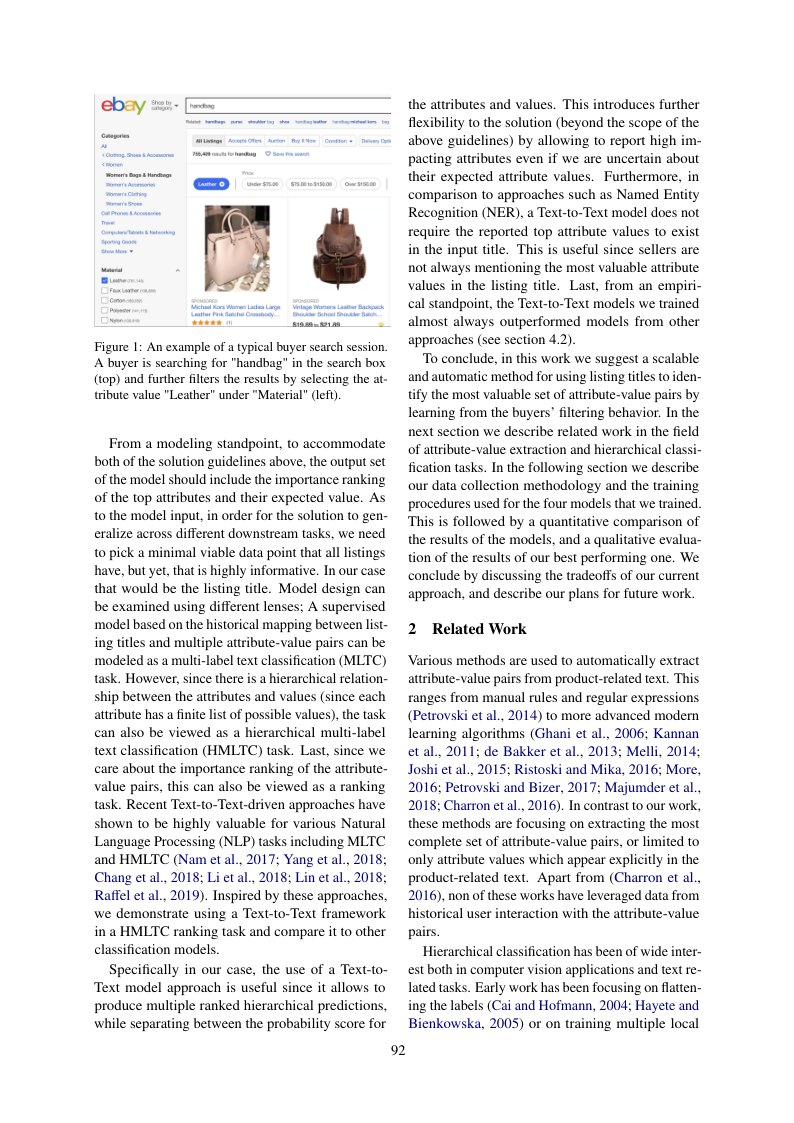 ebay
Shop by
category
handbag
Related: handbags purse shoulder bag shoe handbag leather handbag michael kors bag
Categories
All
Clothing, Shoes & Accessories
Women
Women's Bags & Handbags
Women's Accessories
Women's Clothing
Women's Shoes
Cell Phones & Accessories
Travel
Computers/Tablets & Networking
Sporting Goods
Show More
Material
Leather
Faux Leather
Cotton
Polyester
Nylon
All Listings Accepts Offers Auction Buy It Now Condition Delivery Opti
results for handbag Save this search
Price
Leather Under $75.00 $75.00 to $150.00 Over $150.00
SPONSORED
Michael Kors Women Ladies Large
Leather Pink Satchel Crossbody...
(1)
SPONSORED
Vintage Womens Leather Backpack
Shoulder School Shoulder Satch...
$19.89 to $21.89
Figure 1: An example of a typical buyer search session.
A buyer is searching for "handbag" in the search box
(top) and further filters the results by selecting the at-
tribute value "Leather" under "Material" (left).
From a modeling standpoint, to accommodate
both of the solution guidelines above, the output set
of the model should include the importance ranking
of the top attributes and their expected value. As
to the model input, in order for the solution to gen-
eralize across different downstream tasks, we need
to pick a minimal viable data point that all listings
have, but yet, that is highly informative. In our case
that would be the listing title. Model design can
be examined using different lenses; A supervised
model based on the historical mapping between list-
ing titles and multiple attribute-value pairs can be
modeled as a multi-label text classification (MLTC)
task. However, since there is a hierarchical relation-
ship between the attributes and values (since each
attribute has a finite list of possible values), the task
can also be viewed as a hierarchical multi-label
text classification (HMLTC) task. Last, since we
care about the importance ranking of the attribute-
value pairs, this can also be viewed as a ranking
task. Recent Text-to-Text-driven approaches have
shown to be highly valuable for various Natural
Language Processing (NLP) tasks including MLTC
and HMLTC (Nam et al., 2017; Yang et al., 2018;
Chang et al., 2018; Li et al., 2018; Lin et al., 2018;
Raffel et al., 2019). Inspired by these approaches,
we demonstrate using a Text-to-Text framework
in a HMLTC ranking task and compare it to other
classification models.
Specifically in our case, the use of a Text-to-
Text model approach is useful since it allows to
produce multiple ranked hierarchical predictions,
while separating between the probability score for
the attributes and values. This introduces further
flexibility to the solution (beyond the scope of the
above guidelines) by allowing to report high im-
pacting attributes even if we are uncertain about
their expected attribute values. Furthermore, in
comparison to approaches such as Named Entity
Recognition (NER), a Text-to-Text model does not
require the reported top attribute values to exist
in the input title. This is useful since sellers are
not always mentioning the most valuable attribute
values in the listing title. Last, from an empiri-
cal standpoint, the Text-to-Text models we trained
almost always outperformed models from other
approaches (see section 4.2).
To conclude, in this work we suggest a scalable
and automatic method for using listing titles to iden-
tify the most valuable set of attribute-value pairs by
learning from the buyers' filtering behavior. In the
next section we describe related work in the field
of attribute-value extraction and hierarchical classi-
fication tasks. In the following section we describe
our data collection methodology and the training
procedures used for the four models that we trained.
This is followed by a quantitative comparison of
the results of the models, and a qualitative evalua-
tion of the results of our best performing one. We
conclude by discussing the tradeoffs of our current
approach, and describe our plans for future work.
2 Related Work
Various methods are used to automatically extract
attribute-value pairs from product-related text. This
ranges from manual rules and regular expressions
(Petrovski et al., 2014) to more advanced modern
learning algorithms (Ghani et al., 2006; Kannan
et al., 2011; de Bakker et al., 2013; Melli, 2014;
Joshi et al., 2015; Ristoski and Mika, 2016; More,
2016; Petrovski and Bizer, 2017; Majumder et al.,
2018; Charron et al., 2016). In contrast to our work,
these methods are focusing on extracting the most
complete set of attribute-value pairs, or limited to
only attribute values which appear explicitly in the
product-related text. Apart from (Charron et al.,
2016), non of these works have leveraged data from
historical user interaction with the attribute-value
pairs.
Hierarchical classification has been of wide inter-
est both in computer vision applications and text re-
lated tasks. Early work has been focusing on flatten-
ing the labels (Cai and Hofmann, 2004; Hayete and
Bienkowska, 2005) or on training multiple local
92